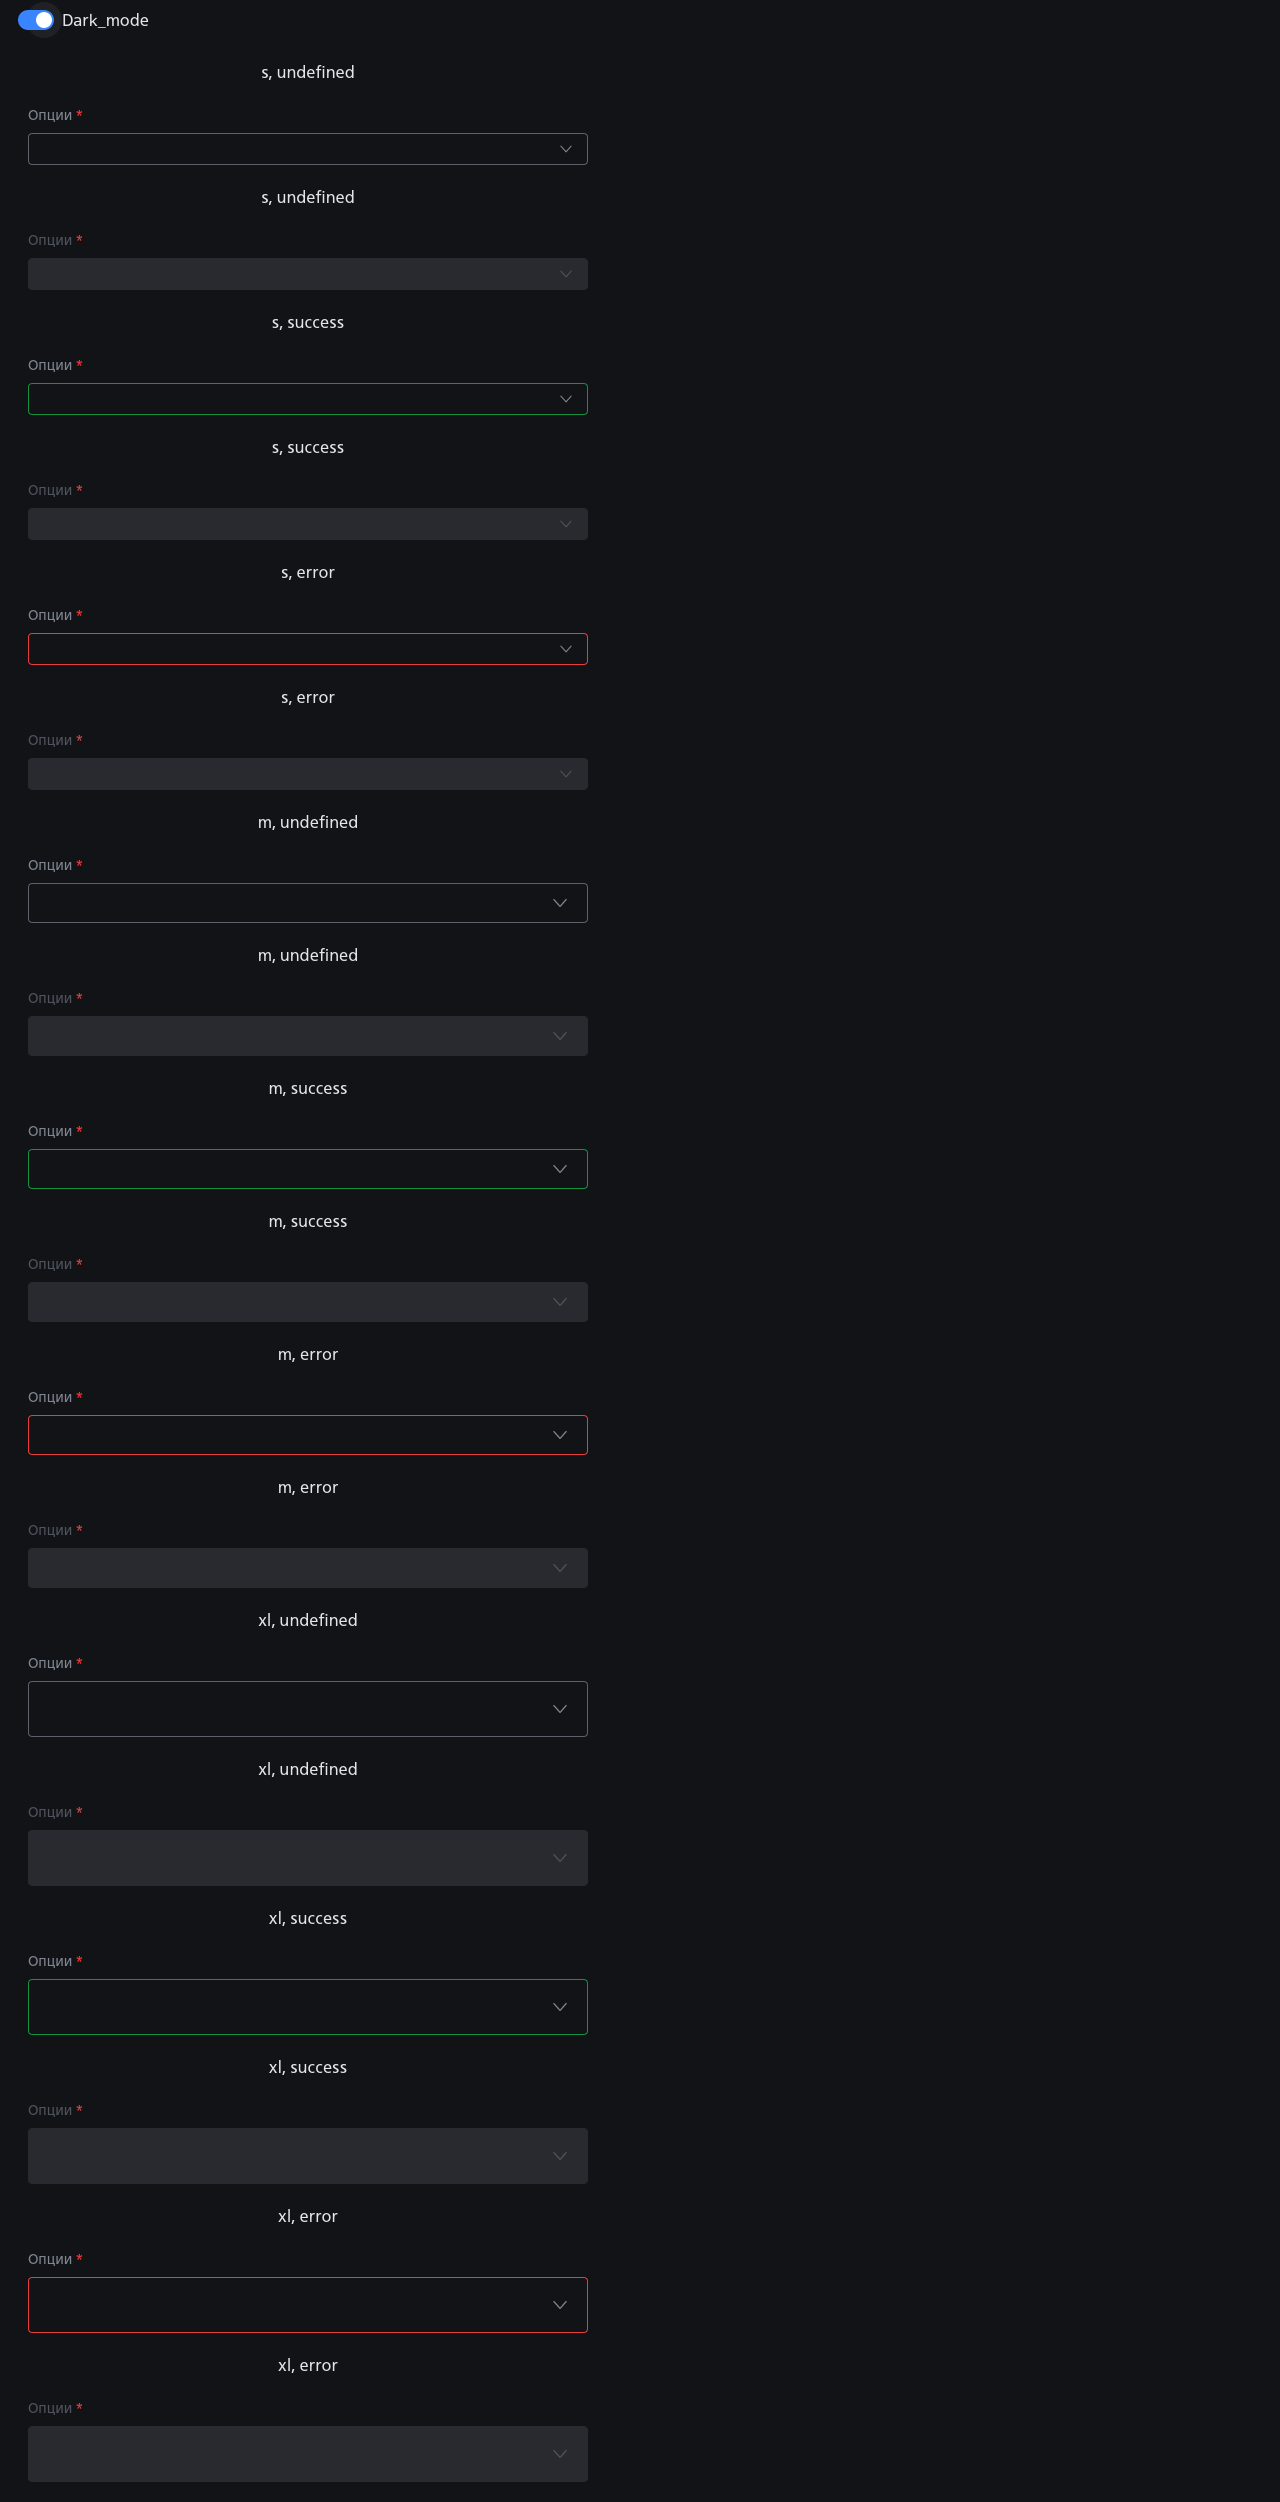 Dark_mode
s, undefined
Опции *
s, undefined
Опции *
s, success
Опции *
s, success
Опции *
s, error
Опции *
s, error
Опции *
m, undefined
Опции *
m, undefined
Опции *
m, success
Опции *
m, success
Опции *
m, error
Опции *
m, error
Опции *
xl, undefined
Опции *
xl, undefined
Опции *
xl, success
Опции *
xl, success
Опции *
xl, error
Опции *
xl, error
Опции *